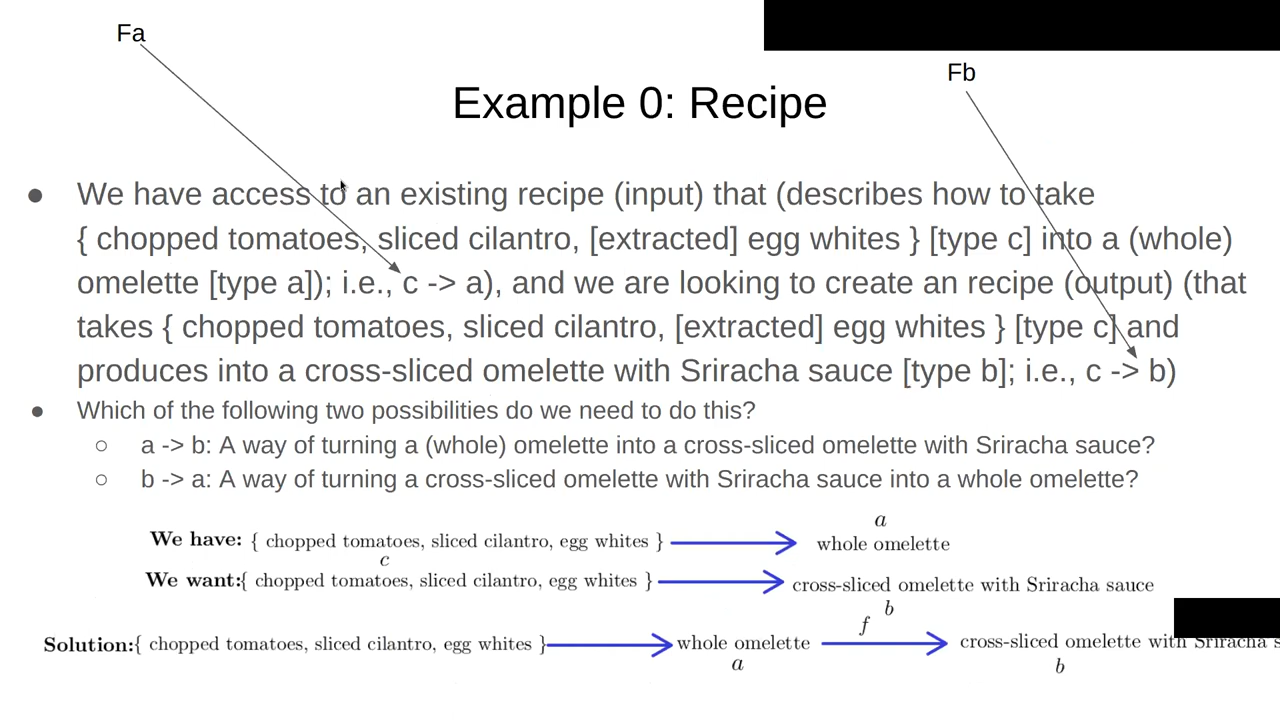 Fa
Fb
Example 0: Recipe
● We have access to an existing recipe (input) that (describes how to take
{ chopped tomatoes, sliced cilantro, [extracted] egg whites } [type c] into a (whole)
omelette [type a]); i.e., c -> a), and we are looking to create an recipe (output) (that
takes { chopped tomatoes, sliced cilantro, [extracted] egg whites } [type c] and
produces into a cross-sliced omelette with Sriracha sauce [type b]; i.e., c -> b)
● Which of the following two possibilities do we need to do this?
○ a -> b: A way of turning a (whole) omelette into a cross-sliced omelette with Sriracha sauce?
○ b -> a: A way of turning a cross-sliced omelette with Sriracha sauce into a whole omelette?
a
We have: { chopped tomatoes, sliced cilantro, egg whites } whole omelette
c
We want:{ chopped tomatoes, sliced cilantro, egg whites } cross-sliced omelette with Sriracha sauce
b
f
Solution:{ chopped tomatoes, sliced cilantro, egg whites } whole omelette cross-sliced omelette with Sriracha s
a b